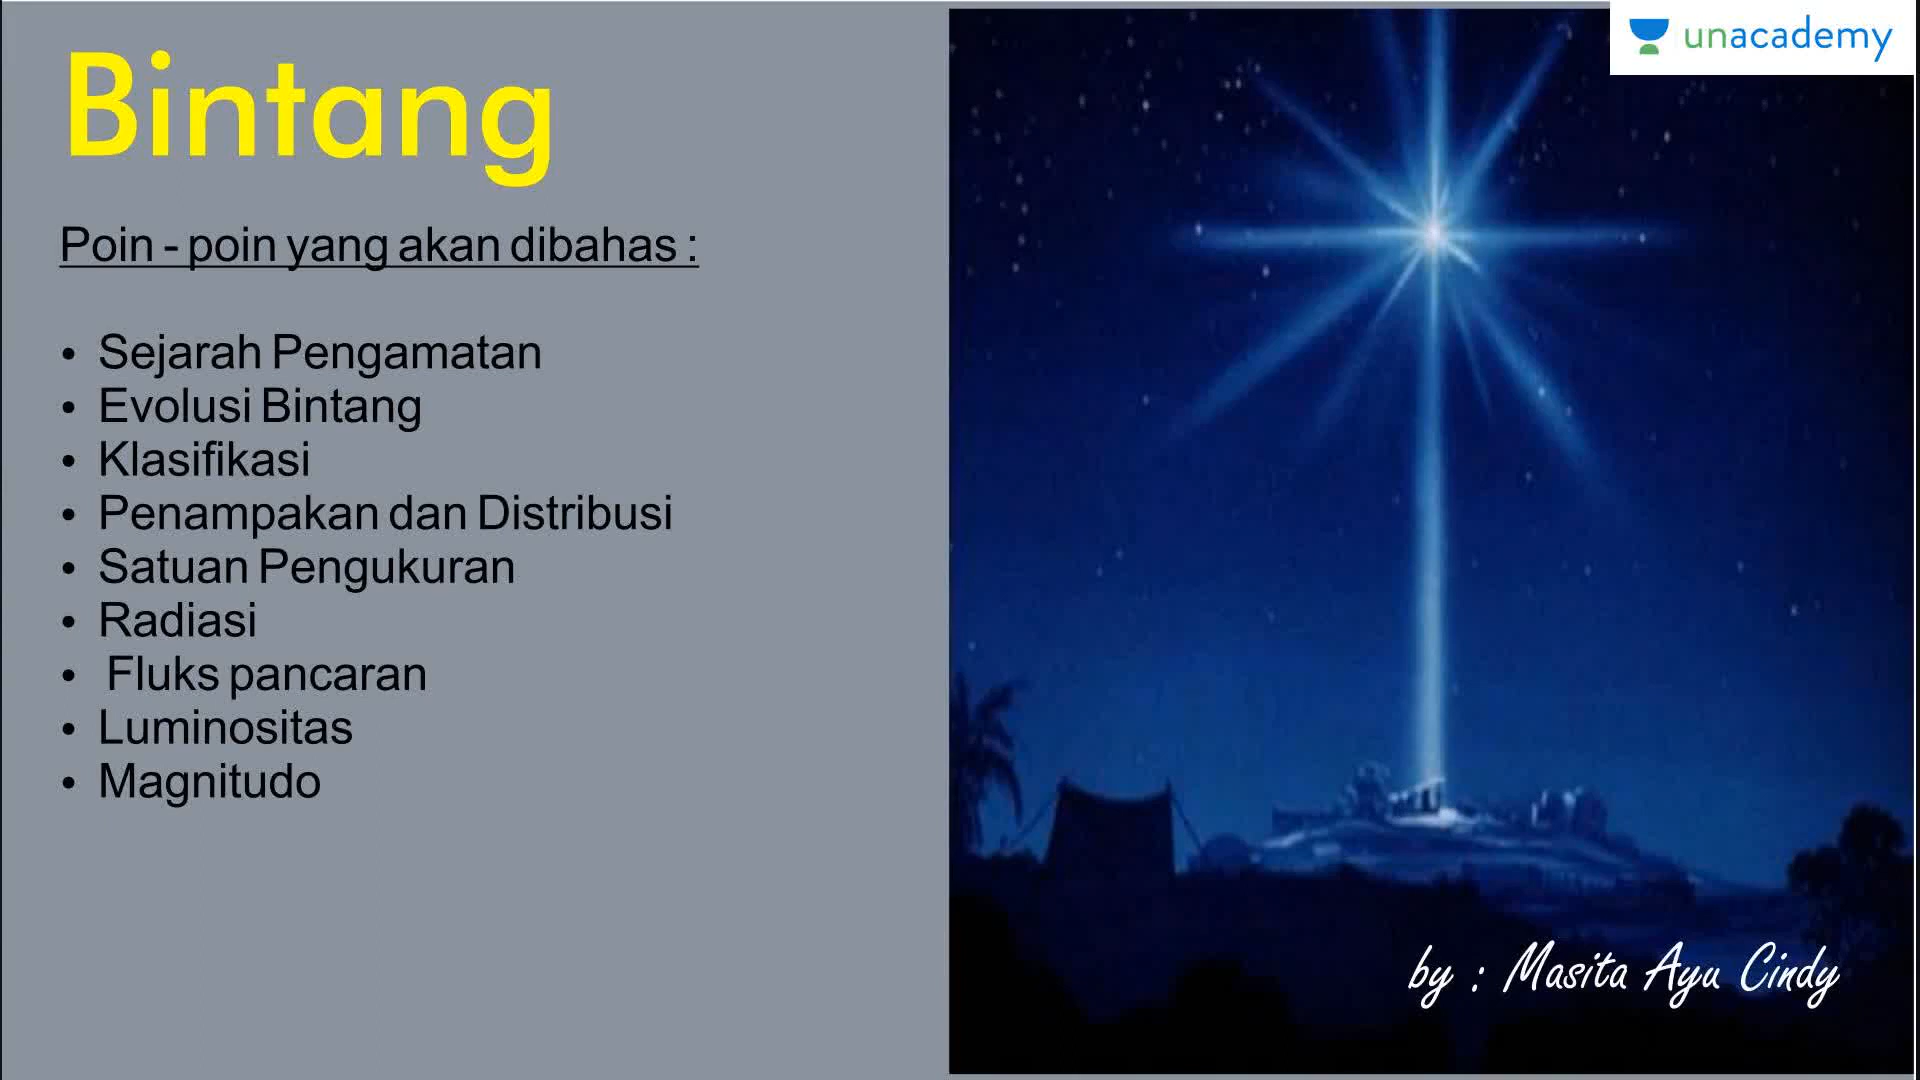 Bintang
Poin - poin yang akan dibahas :
• Sejarah Pengamatan
• Evolusi Bintang
• Klasifikasi
• Penampakan dan Distribusi
• Satuan Pengukuran
• Radiasi
• Fluks pancaran
• Luminositas
• Magnitudo
unacademy
by : Masita Ayu Cindy